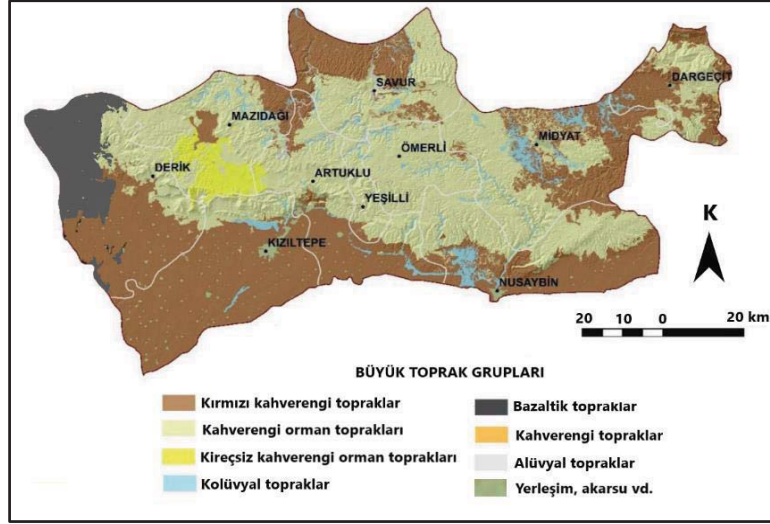 SAVUR
DARGEÇİT
MAZIDAĞI
MİDYAT
ÖMERLİ
DERİK
ARTUKLU
YEŞİLLİ
K
KIZILTEPE
NUSAYBİN
20 10 0 20 km
BÜYÜK TOPRAK GRUPLARI
Kırmızı kahverengi topraklar
Kahverengi orman toprakları
Kireçsiz kahverengi orman toprakları
Kolüvyal topraklar
Bazaltik topraklar
Kahverengi topraklar
Alüvyal topraklar
Yerleşim, akarsu vd.